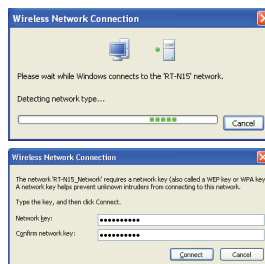 Wireless Network Connection
Please wait while Windows connects to the 'RT-N15' network.
Detecting network type...
Cancel
Wireless Network Connection
The network 'RT-N15_Network' requires a network key (also called a WEP key or WPA key
A network key helps prevent unknown intruders from connecting to this network.
Type the key, and then click Connect.
Network key: ••••••••••
Confirm network key: ••••••••••
Connect Cancel